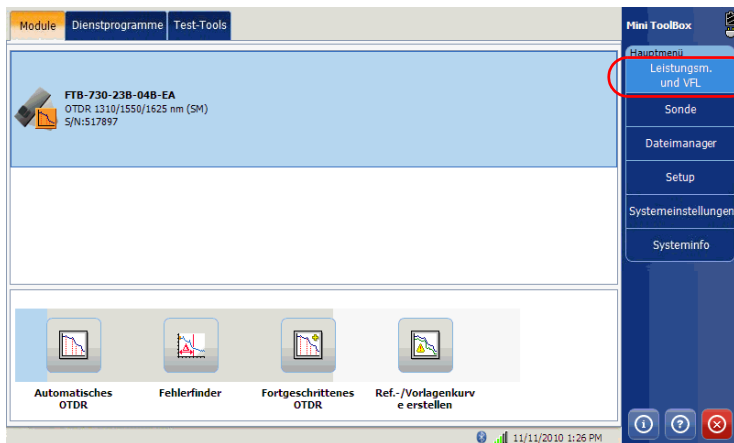 Module
Dienstprogramme
Test-Tools
FTB-730-23B-04B-EA
OTDR 1310/1550/1625 nm (SM)
S/N:517897
Automatisches
OTDR
Fehlerfinder
Fortgeschrittenes
OTDR
Ref.-/Vorlagenkurv
e erstellen
11/11/2010 1:26 PM
Mini ToolBox
Hauptmenü
Leistungsm.
und VFL
Sonde
Dateimanager
Setup
Systemeinstellungen
Systeminfo